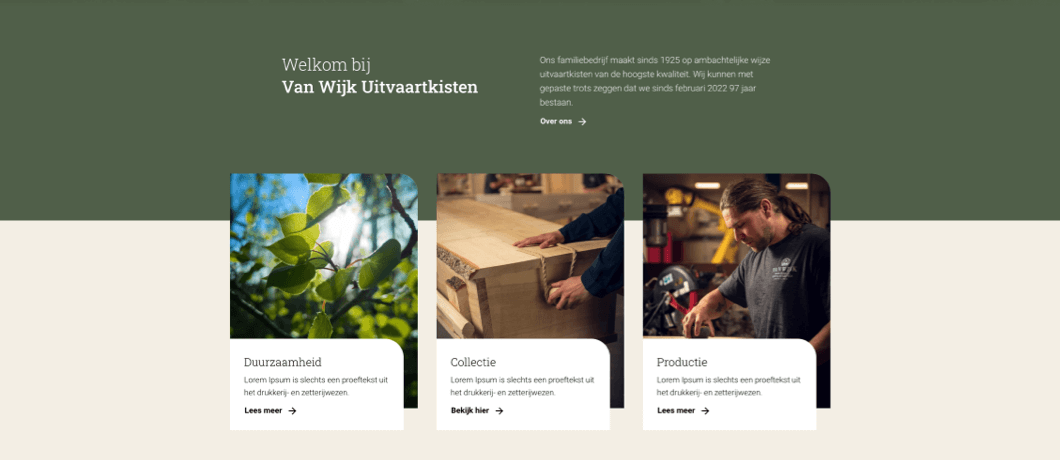 Welkom bij
Van Wijk Uitvaartkisten
Ons familiebedrijf maakt sinds 1925 op ambachtelijke wijze
uitvaartkisten van de hoogste kwaliteit. Wij kunnen met
gepaste trots zeggen dat we sinds februari 2022 97 jaar
bestaan.
Over ons →
Duurzaamheid
Lorem Ipsum is slechts een proeftekst uit
het drukkerij- en zetterijwezen.
Lees meer →
Collectie
Lorem Ipsum is slechts een proeftekst uit
het drukkerij- en zetterijwezen.
Bekijk hier →
Productie
Lorem Ipsum is slechts een proeftekst uit
het drukkerij- en zetterijwezen.
Lees meer →